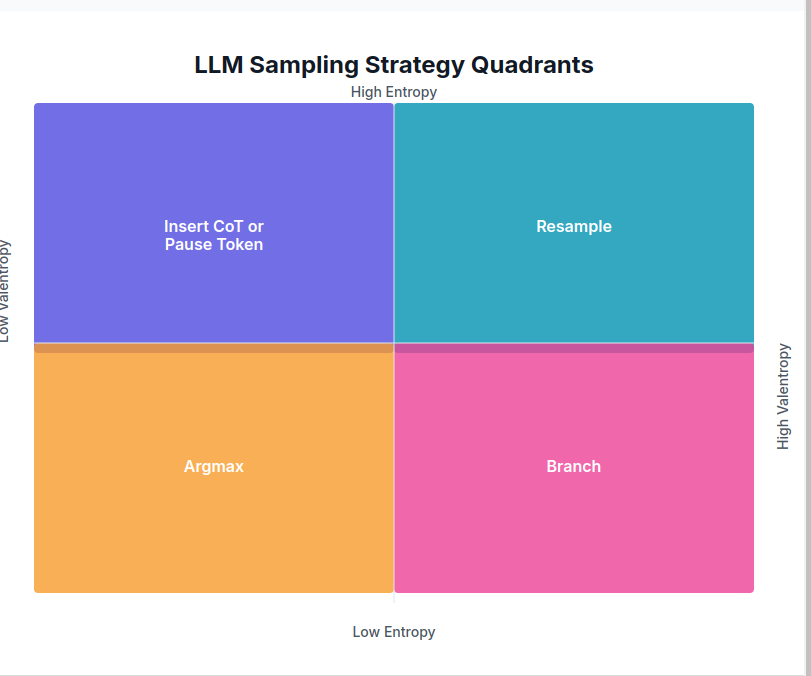 LLM Sampling Strategy Quadrants
High Entropy
Insert CoT or
Pause Token
Resample
Low Valentropy
High Valentropy
Argmax
Branch
Low Entropy